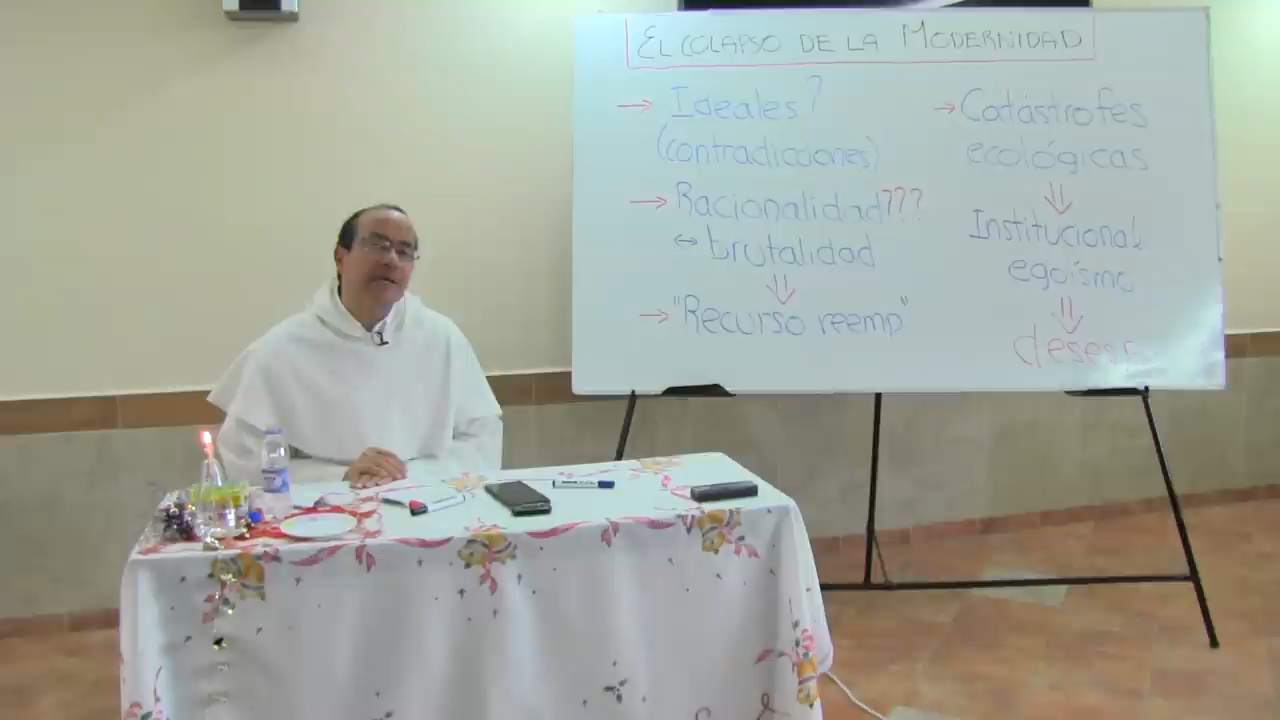 El colapso de la Modernidad
→ Ideales?
(contradicciones)
→ Racionalidad???
↔ brutalidad
⇓
→ "Recurso reemp"
→ Catástrofes
ecológicas
⇓
Institucional
egoísmo
⇓